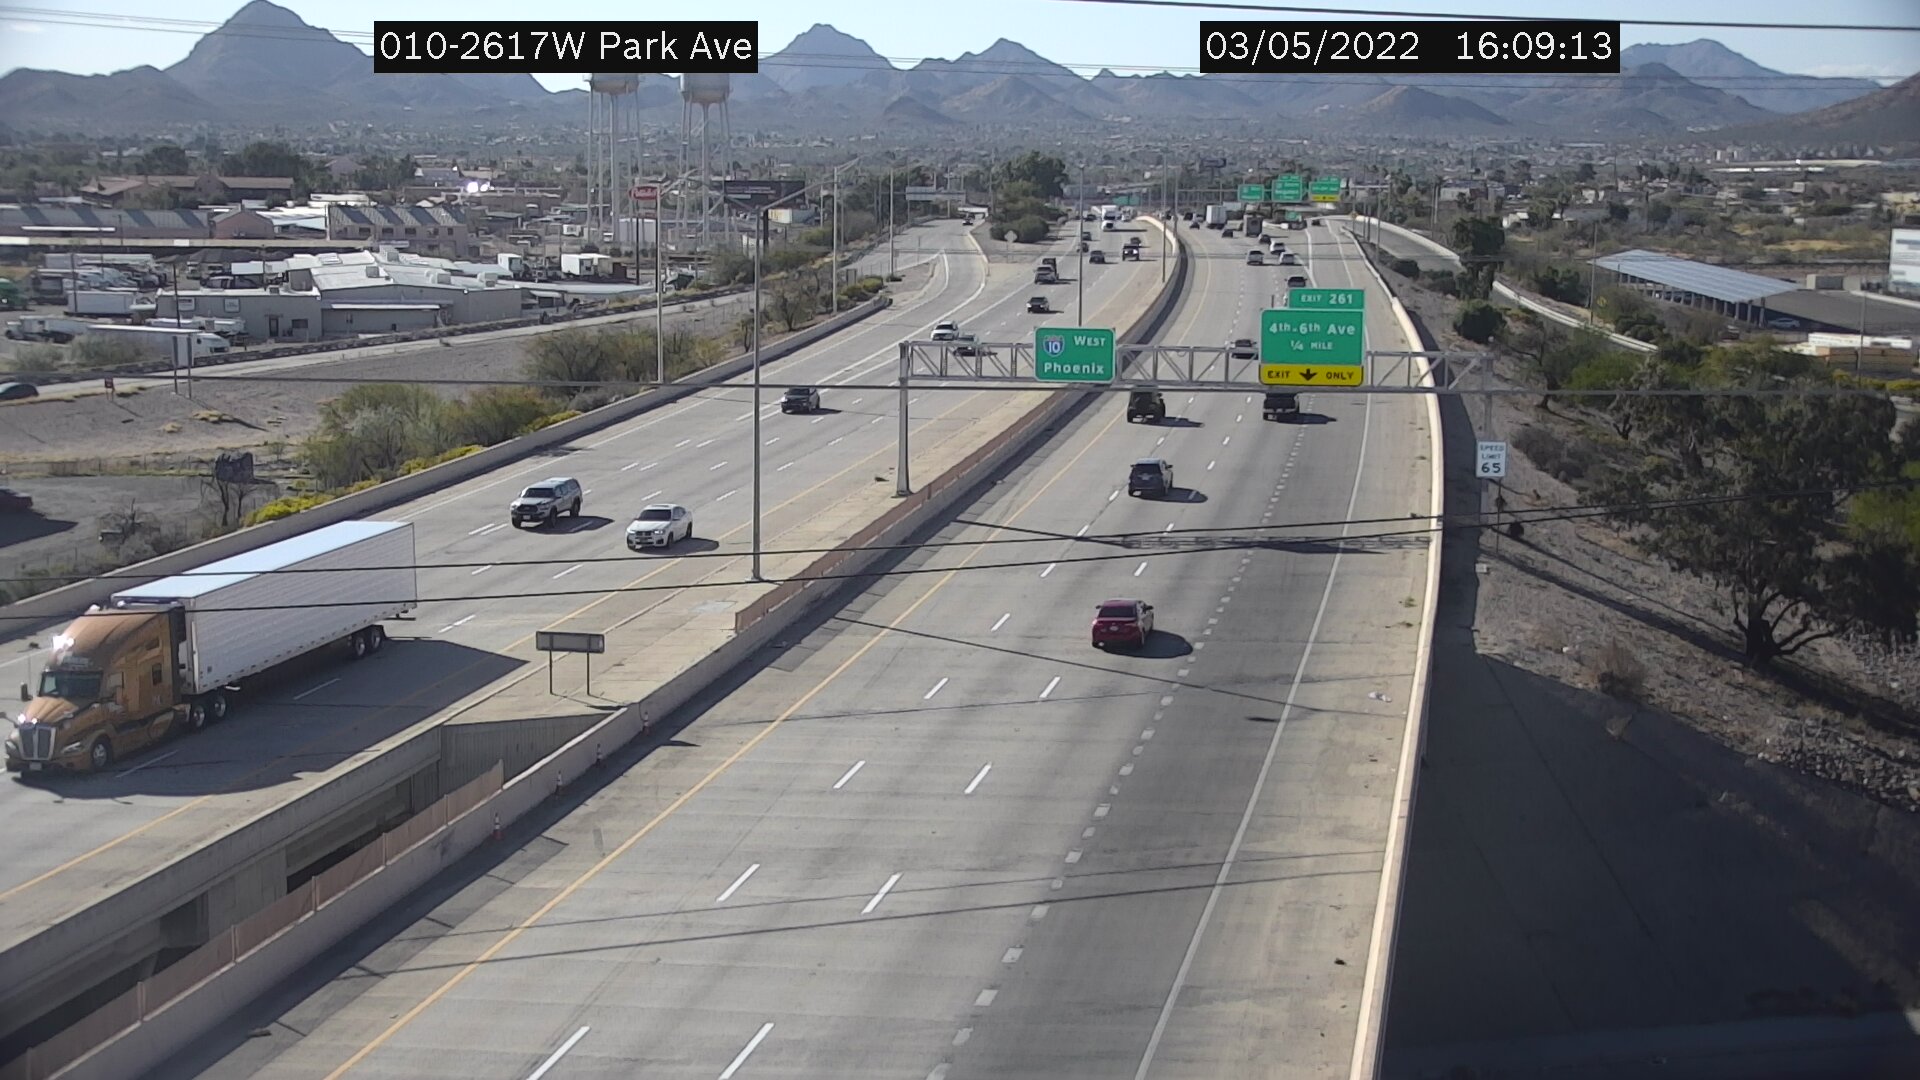 010-2617W Park Ave
03/05/2022 16:09:13
EXIT 261
4th-6th Ave
1/4 MILE
EXIT ONLY
10 WEST
Phoenix
SPEED
LIMIT
65